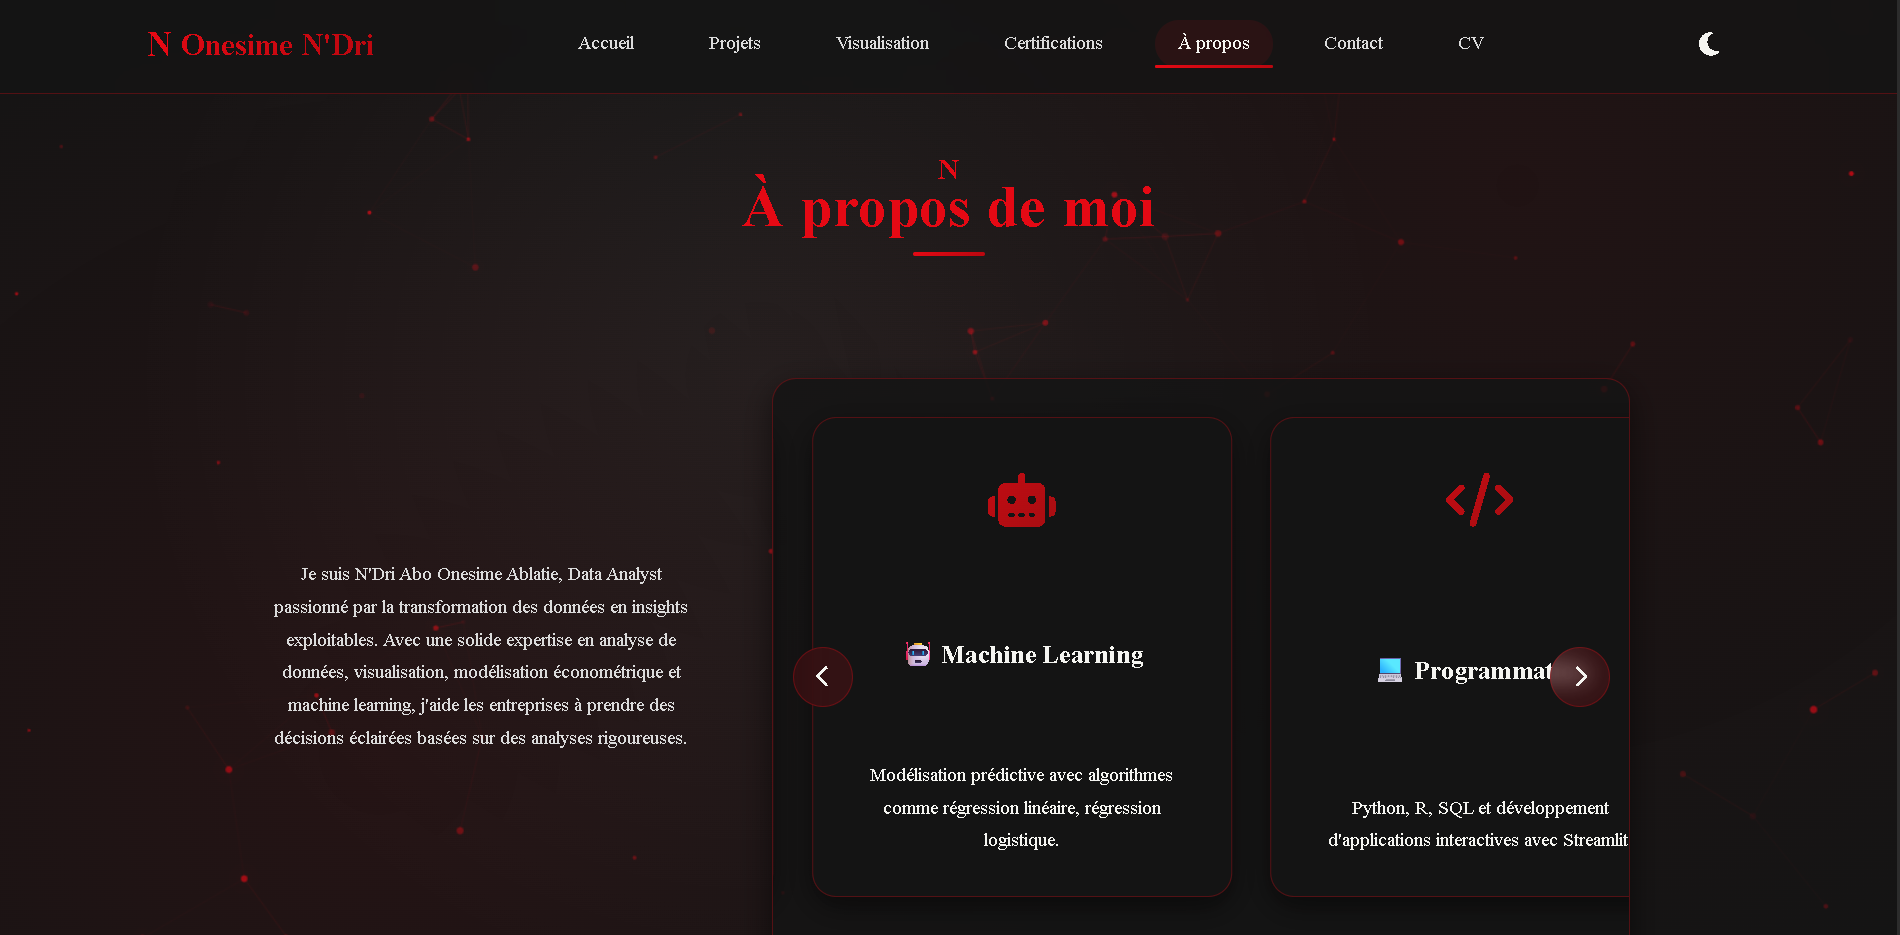 N Onesime N'Dri
Accueil
Projets
Visualisation
Certifications
À propos
Contact
CV
N
À propos de moi
Je suis N'Dri Abo Onesime Ablatie, Data Analyst
passionné par la transformation des données en insights
exploitables. Avec une solide expertise en analyse de
données, visualisation, modélisation économétrique et
machine learning, j'aide les entreprises à prendre des
décisions éclairées basées sur des analyses rigoureuses.
Machine Learning
Modélisation prédictive avec algorithmes
comme régression linéaire, régression
logistique.
Programmat
Python, R, SQL et développement
d'applications interactives avec Streamlit